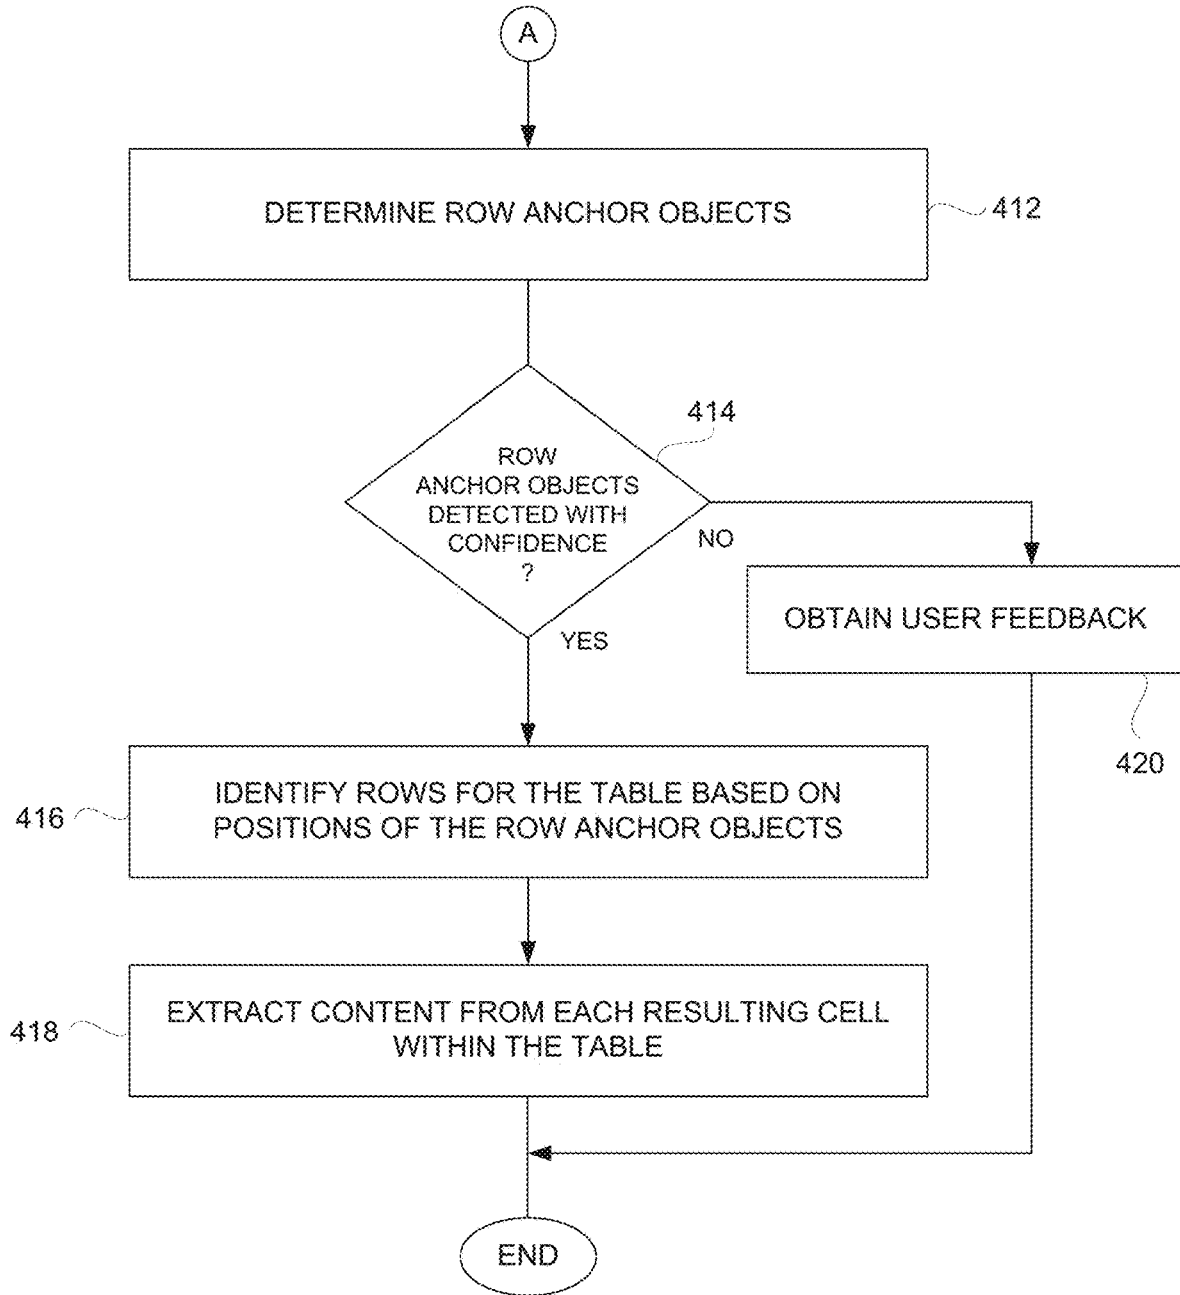 A
DETERMINE ROW ANCHOR OBJECTS
412
414
ROW
ANCHOR OBJECTS
DETECTED WITH
CONFIDENCE
?
NO
YES
OBTAIN USER FEEDBACK
420
416
IDENTIFY ROWS FOR THE TABLE BASED ON
POSITIONS OF THE ROW ANCHOR OBJECTS
418
EXTRACT CONTENT FROM EACH RESULTING CELL
WITHIN THE TABLE
END